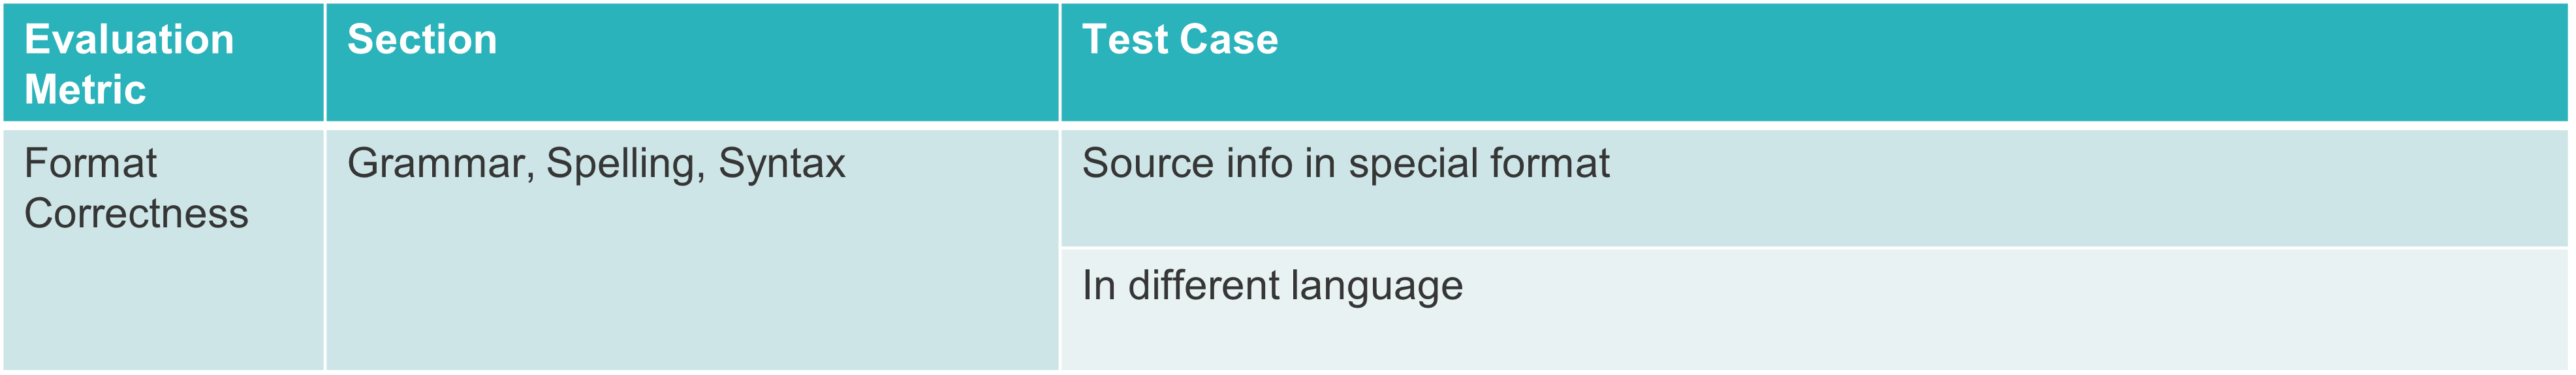 Evaluation
Metric
Section
Test Case
Format
Correctness
Grammar, Spelling, Syntax
Source info in special format
In different language